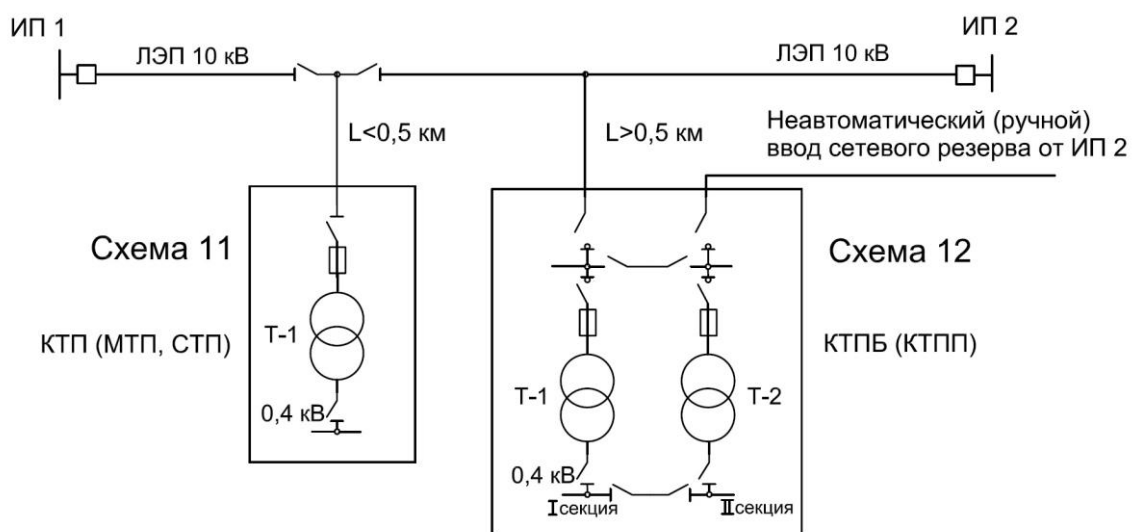 ИП 1
ИП 2
ЛЭП 10 кВ
ЛЭП 10 кВ
L<0,5 км
L>0,5 км
Неавтоматический (ручной)
ввод сетевого резерва от ИП 2
Схема 11
Схема 12
КТП (МТП, СТП)
Т-1
0,4 кВ
Т-1
Т-2
КТПБ (КТПП)
0,4 кВ
I секция
II секция